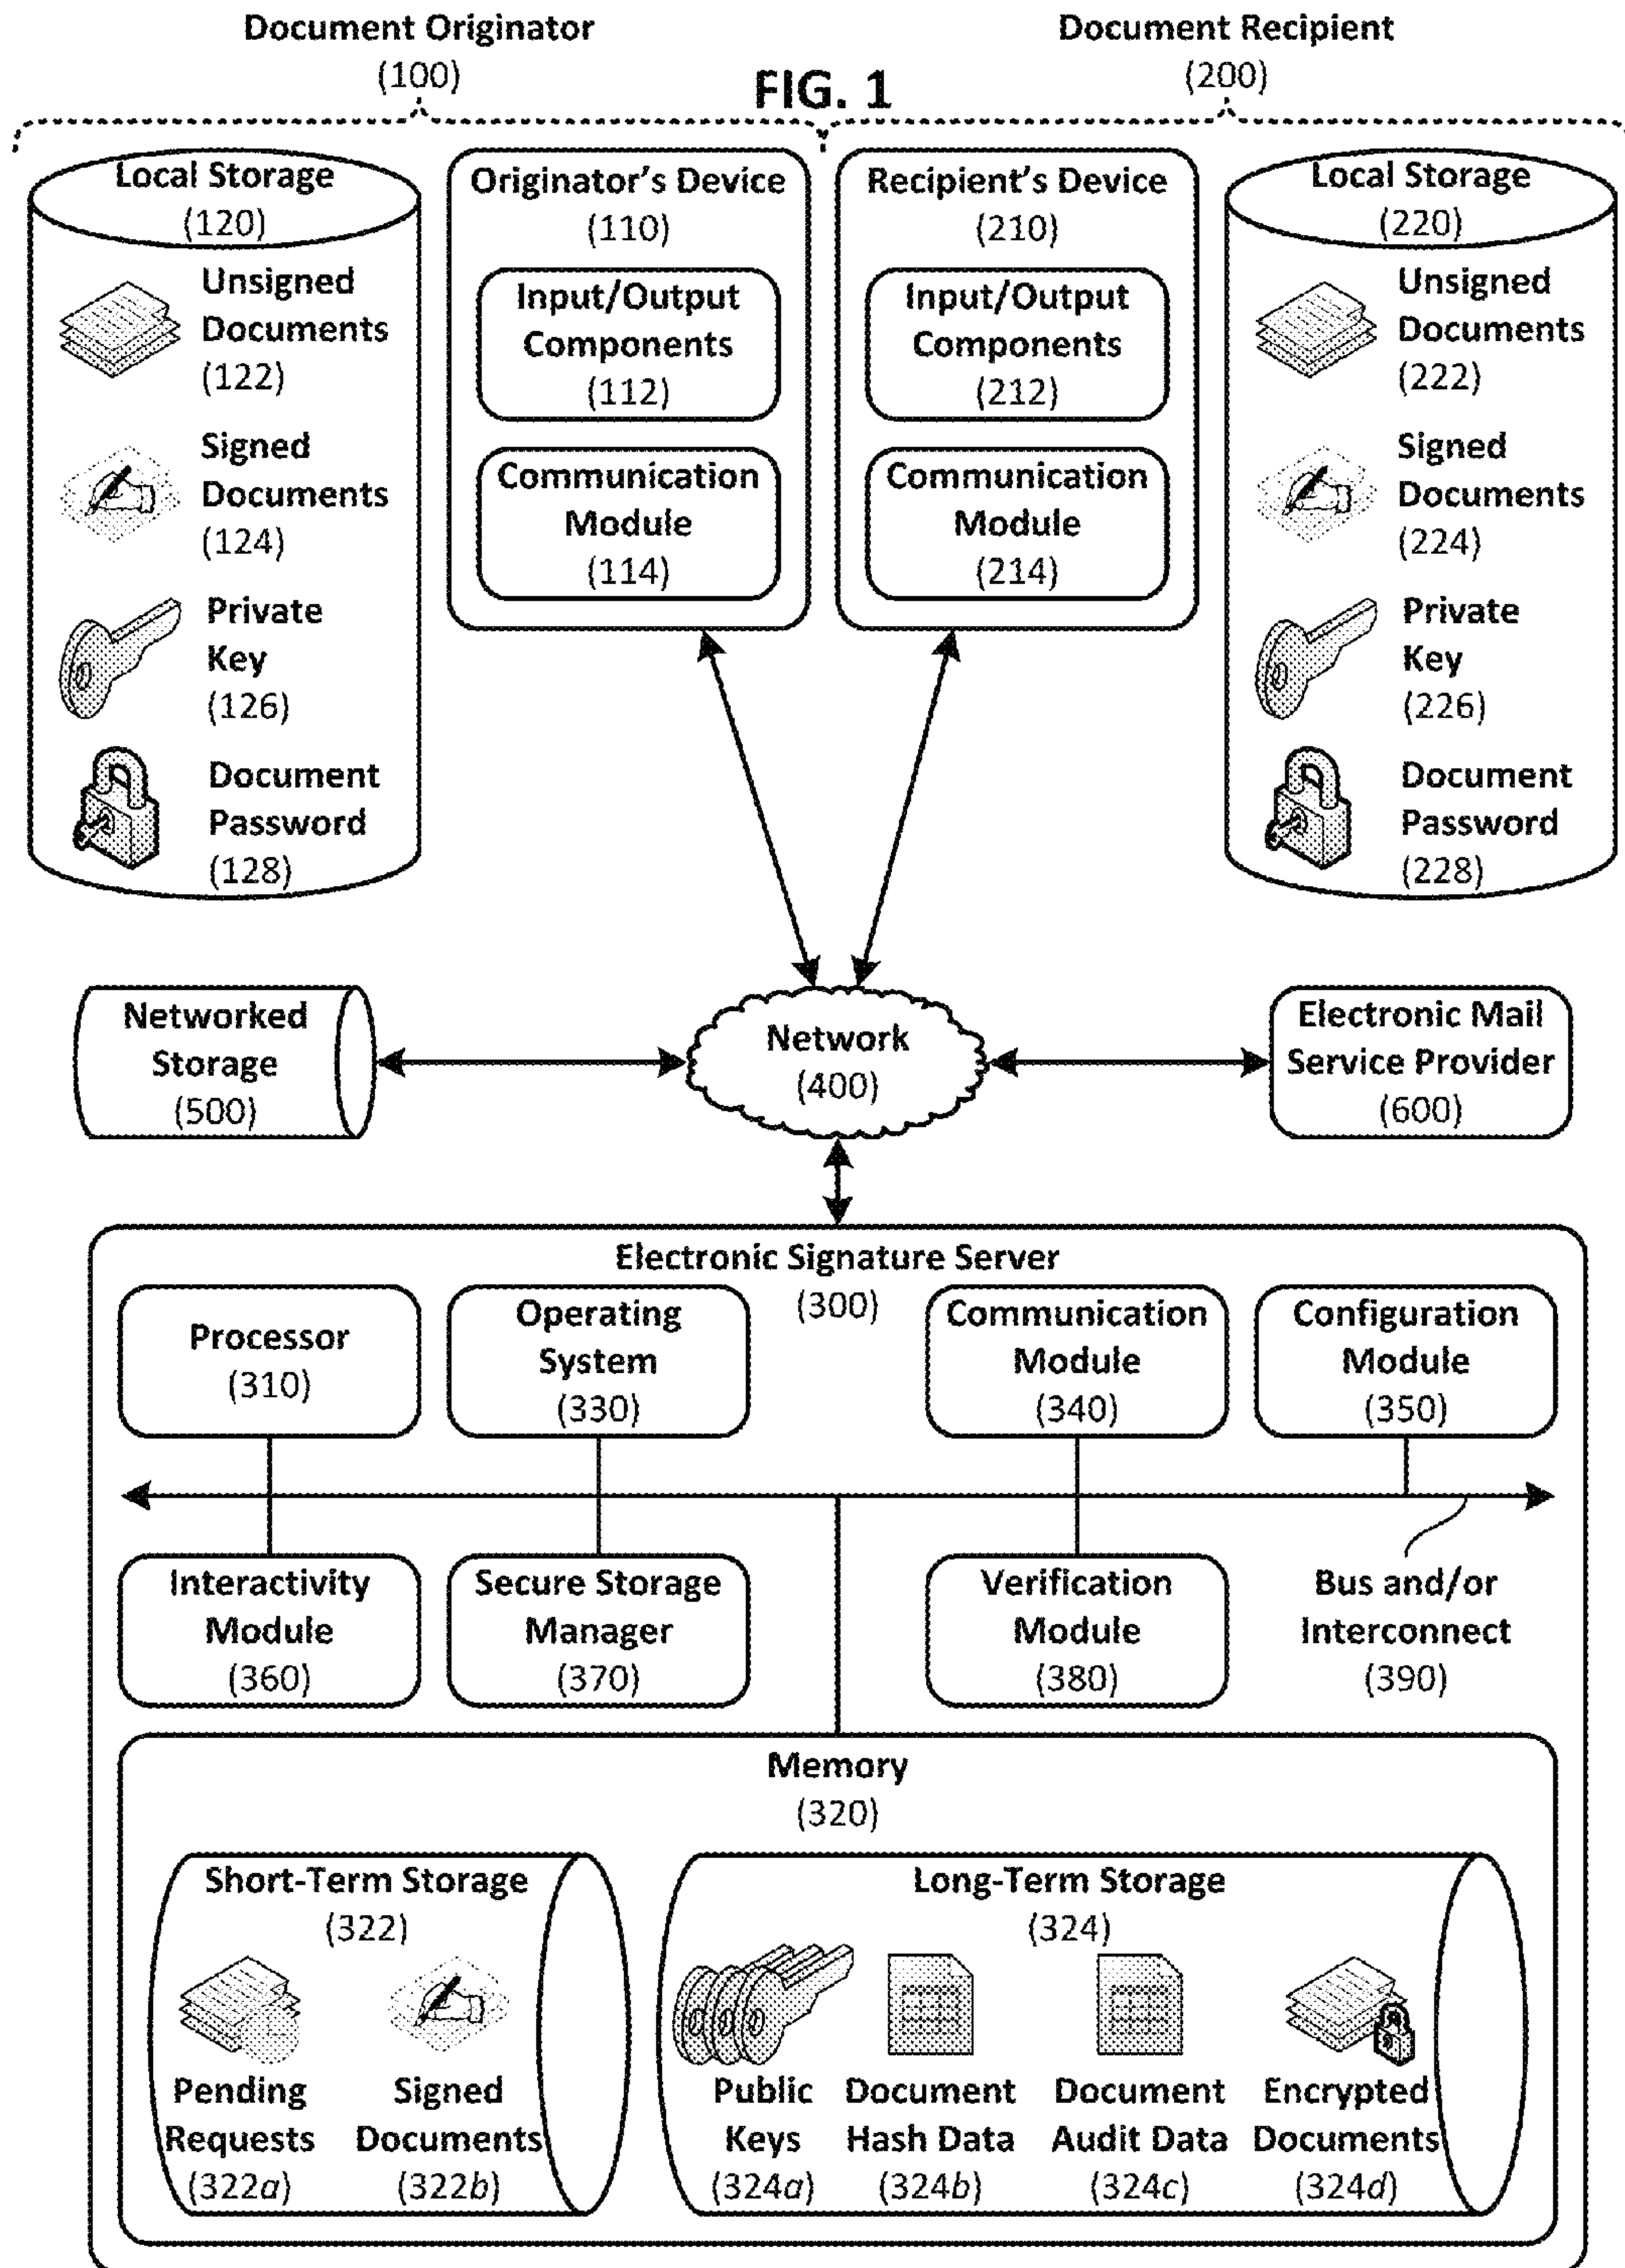 Document Originator
(100)
Document Recipient
(200)
FIG. 1
Local Storage
(120)
Unsigned
Documents
(122)
Signed
Documents
(124)
Private
Key
(126)
Document
Password
(128)
Originator's Device
(110)
Input/Output
Components
(112)
Communication
Module
(114)
Recipient's Device
(210)
Input/Output
Components
(212)
Communication
Module
(214)
Local Storage
(220)
Unsigned
Documents
(222)
Signed
Documents
(224)
Private
Key
(226)
Document
Password
(228)
Networked
Storage
(500)
Network
(400)
Electronic Mail
Service Provider
(600)
Electronic Signature Server
(300)
Processor
(310)
Operating
System
(330)
Communication
Module
(340)
Configuration
Module
(350)
Interactivity
Module
(360)
Secure Storage
Manager
(370)
Verification
Module
(380)
Bus and/or
Interconnect
(390)
Memory
(320)
Short-Term Storage
(322)
Pending
Requests
(322a)
Signed
Documents
(322b)
Long-Term Storage
(324)
Public
Keys
(324a)
Document
Hash Data
(324b)
Document
Audit Data
(324c)
Encrypted
Documents
(324d)